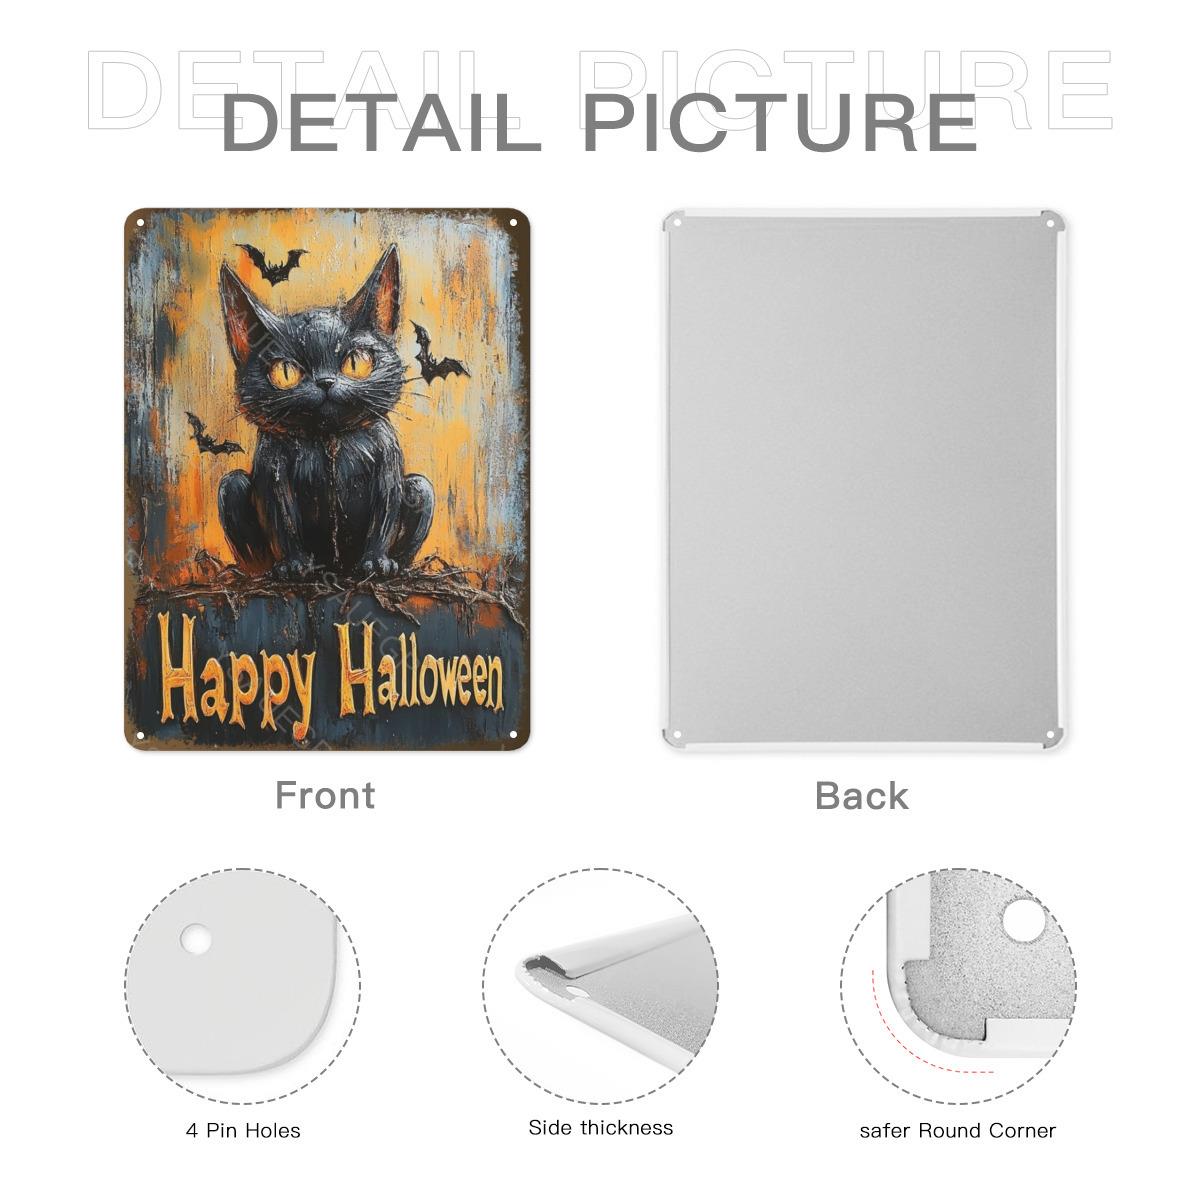 DETAIL PICTURE
DETAIL PICTURE
Happy Halloween
Front
Back
4 Pin Holes
Side thickness
safer Round Corner